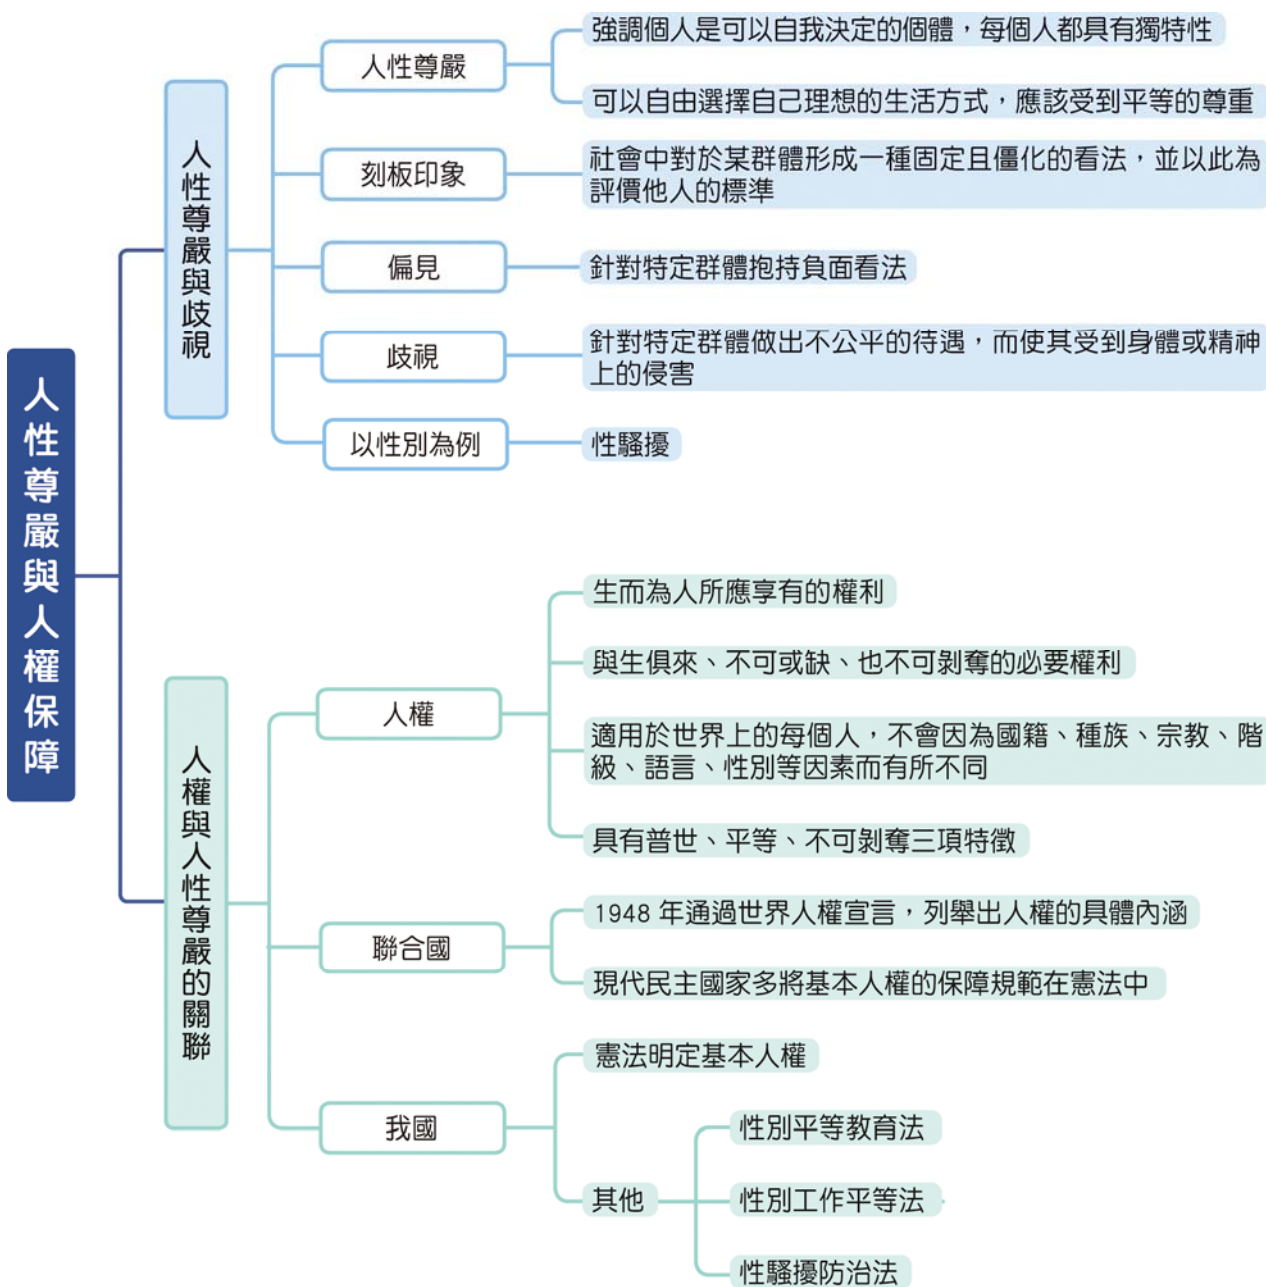 人性尊嚴與人權保障
人性尊嚴與歧視
人性尊嚴
強調個人是可以自我決定的個體，每個人都具有獨特性
可以自由選擇自己理想的生活方式，應該受到平等的尊重
刻板印象
社會中對於某群體形成一種固定且僵化的看法，並以此為
評價他人的標準
偏見
針對特定群體抱持負面看法
歧視
針對特定群體做出不公平的待遇，而使其受到身體或精神
上的侵害
以性別為例
性騷擾
人權與人性尊嚴的關聯
人權
生而為人所應享有的權利
與生俱來、不可或缺、也不可剝奪的必要權利
適用於世界上的每個人，不會因為國籍、種族、宗教、階
級、語言、性別等因素而有所不同
具有普世、平等、不可剝奪三項特徵
聯合國
1948 年通過世界人權宣言，列舉出人權的具體內涵
現代民主國家多將基本人權的保障規範在憲法中
我國
憲法明定基本人權
其他
性別平等教育法
性別工作平等法
性騷擾防治法